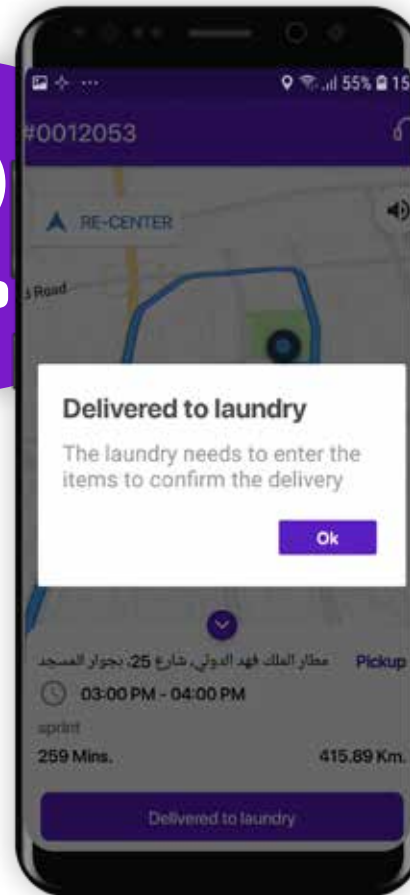 55% 15
#0012053
RE-CENTER
Road
Delivered to laundry
The laundry needs to enter the
items to confirm the delivery
Ok
مطار الملك فهد الدولي، شارع 25، بجوار المسجد
Pickup
03:00 PM - 04:00 PM
sprint
259 Mins.
415.89 Km.
Delivered to laundry